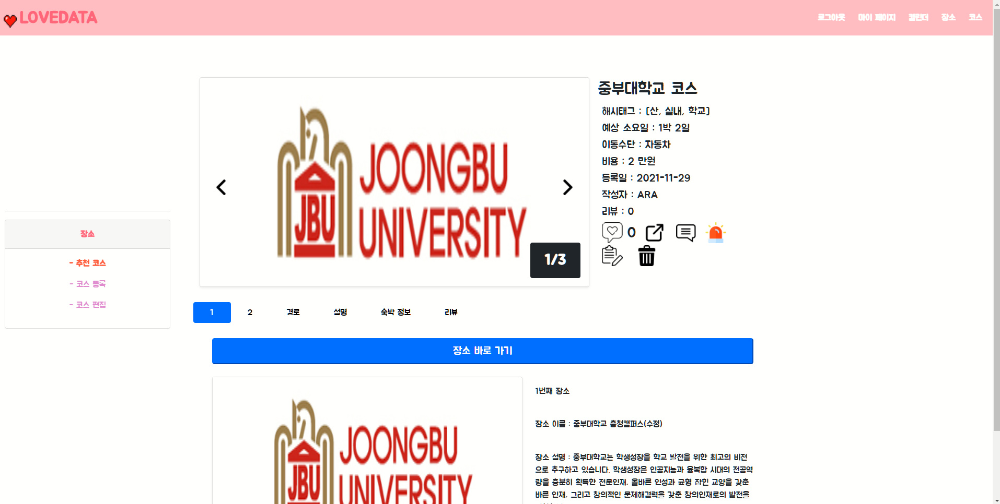 LOVEDATA
로그아웃 마이 페이지 캘린더 장소 코스
중부대학교 코스
해시태그 : [산, 실내, 학교]
예상 소요일 : 1박 2일
이동수단 : 자동차
비용 : 2 만원
등록일 : 2021-11-29
작성자 : ARA
리뷰 : 0
0
JOONGBU
UNIVERSITY
JBU
1/3
장소
- 추천 코스
- 코스 등록
- 코스 편집
1 2 경로 설명 숙박 정보 리뷰
장소 바로 가기
JOONGBU
UNIVERSITY
JBU
1번째 장소
장소 이름 : 중부대학교 충청캠퍼스(수정)
장소 설명 : 중부대학교는 학생성장을 학교 발전을 위한 최고의 비전
으로 추구하고 있습니다. 학생성장은 인공지능과 융복합 시대의 전공역
량을 충분히 획득한 전문인재, 올바른 인성과 균형 잡힌 교양을 갖춘
바른 인재, 그리고 창의적인 문제해결력을 갖춘 창의인재로의 발전을